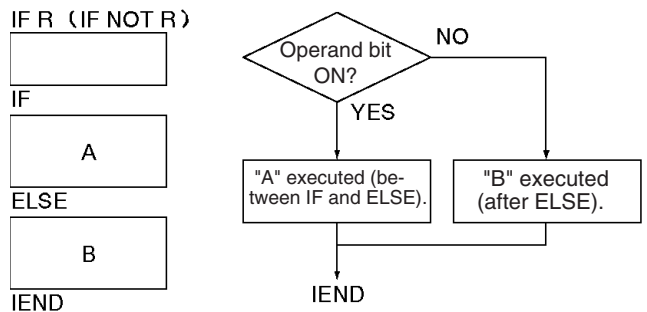 IF R (IF NOT R)
IF
A
ELSE
B
IEND
Operand bit
ON?
NO
YES
"A" executed (be-
tween IF and ELSE).
"B" executed
(after ELSE).
IEND